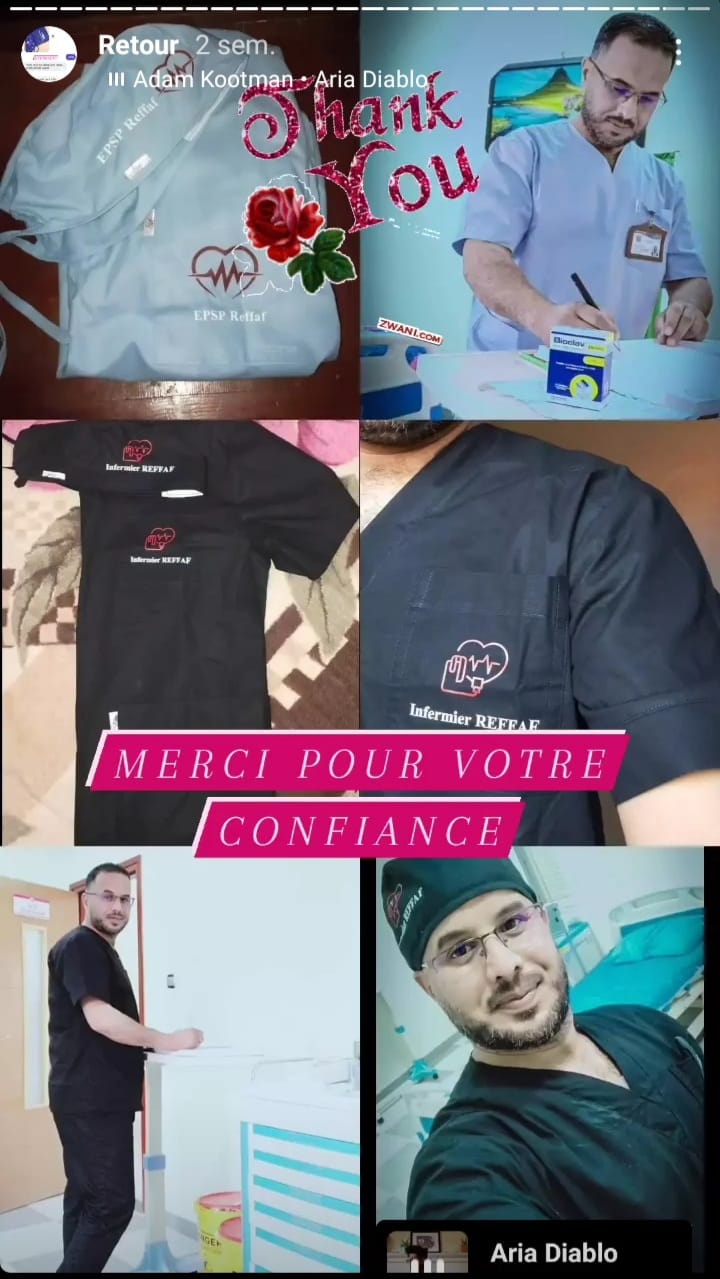 Retour 2 sem.
Adam Kootman • Aria Diablo
Thank
You
EPSP Reffaf
EPSP Reffaf
ZWANI.COM
Bioclav
Infermier REFFAF
Infermier REFFAF
Infermier REFFAF
MERCI POUR VOTRE
CONFIANCE
Reffaf
Aria Diablo